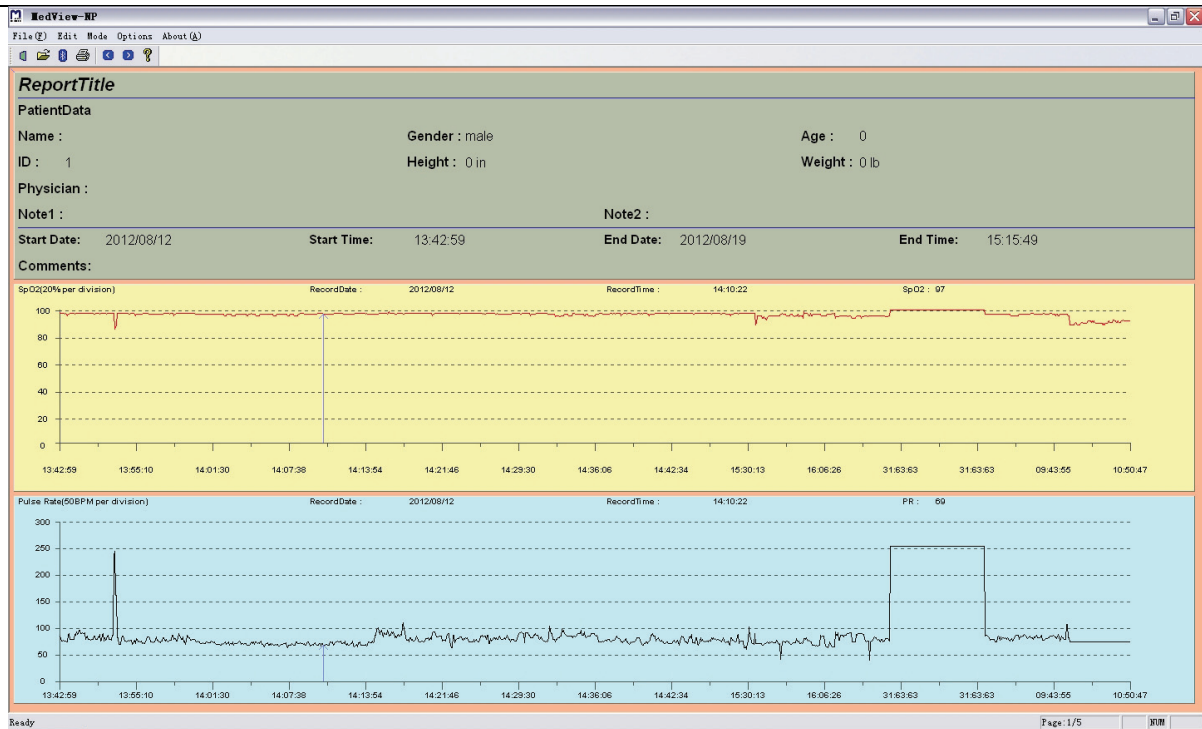 MedView-NP
File(F) Edit Mode Options About(A)
ReportTitle
PatientData
Name : Gender : male Age : 0
ID : 1 Height : 0 in Weight : 0 lb
Physician :
Note1 : Note2 :
Start Date: 2012/08/12 Start Time: 13:42:59 End Date: 2012/08/19 End Time: 15:15:49
Comments:
SpO2(20% per division) RecordDate : 2012/08/12 RecordTime : 14:10:22 SpO2 : 97
100
80
60
40
20
0
13:42:59 13:55:10 14:01:30 14:07:38 14:13:54 14:21:46 14:29:30 14:36:06 14:42:34 15:30:13 16:06:26 31:63:63 31:63:63 09:43:55 10:50:47
Pulse Rate(50BPM per division) RecordDate : 2012/08/12 RecordTime : 14:10:22 PR : 69
300
250
200
150
100
50
0
13:42:59 13:55:10 14:01:30 14:07:38 14:13:54 14:21:46 14:29:30 14:36:06 14:42:34 15:30:13 16:06:26 31:63:63 31:63:63 09:43:55 10:50:47
Ready Page:1/5 NUM